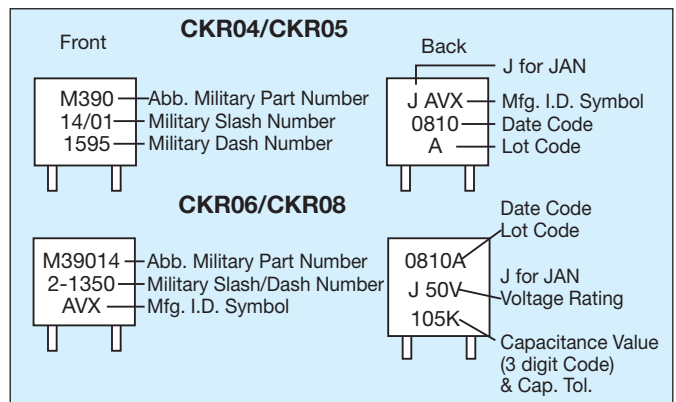 CKR04/CKR05
Front
M390
14/01
1595
Abb. Military Part Number
Military Slash Number
Military Dash Number
Back
J AVX
0810
A
J for JAN
Mfg. I.D. Symbol
Date Code
Lot Code
CKR06/CKR08
M39014
2-1350
AVX
Abb. Military Part Number
Military Slash/Dash Number
Mfg. I.D. Symbol
0810A
J 50V
105K
Date Code
Lot Code
J for JAN
Voltage Rating
Capacitance Value
(3 digit Code)
& Cap. Tol.